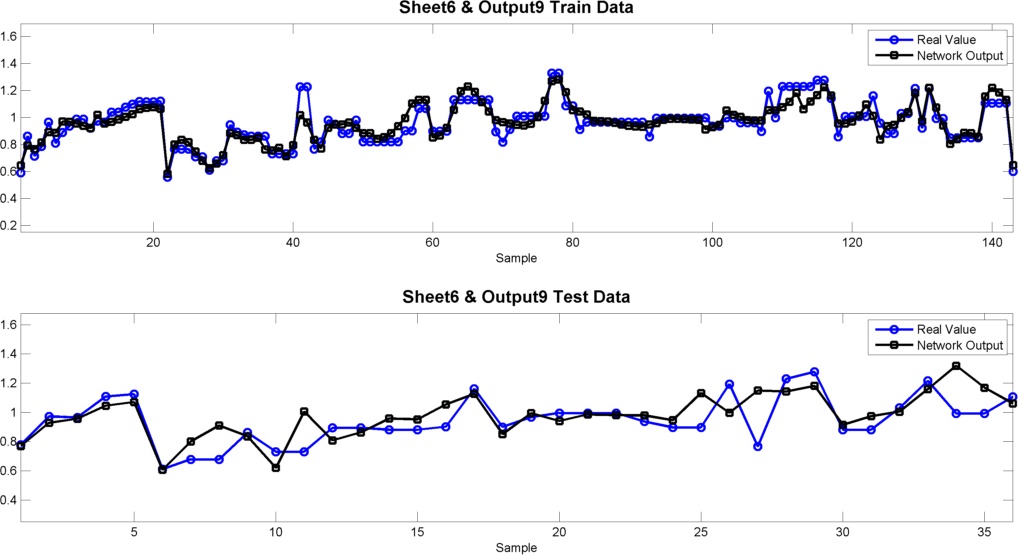 Sheet6 & Output9 Train Data
1.6
1.4
1.2
1
0.8
0.6
0.4
0.2
Real Value
Network Output
20 40 60 80 100 120 140
Sample
Sheet6 & Output9 Test Data
1.6
1.4
1.2
1
0.8
0.6
0.4
Real Value
Network Output
5 10 15 20 25 30 35
Sample